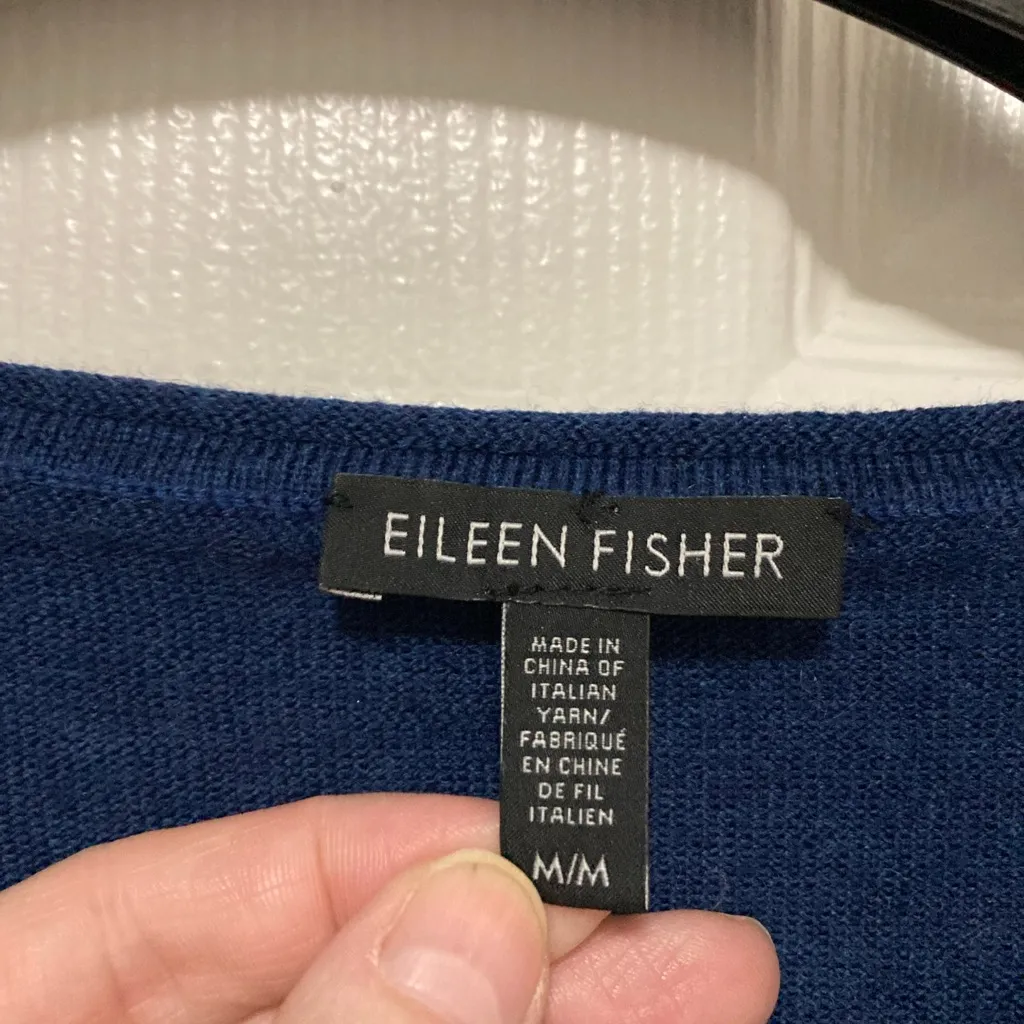 EILEEN FISHER
MADE IN
CHINA OF
ITALIAN
YARN/
FABRIQUÉ
EN CHINE
DE FIL
ITALIEN
M/M